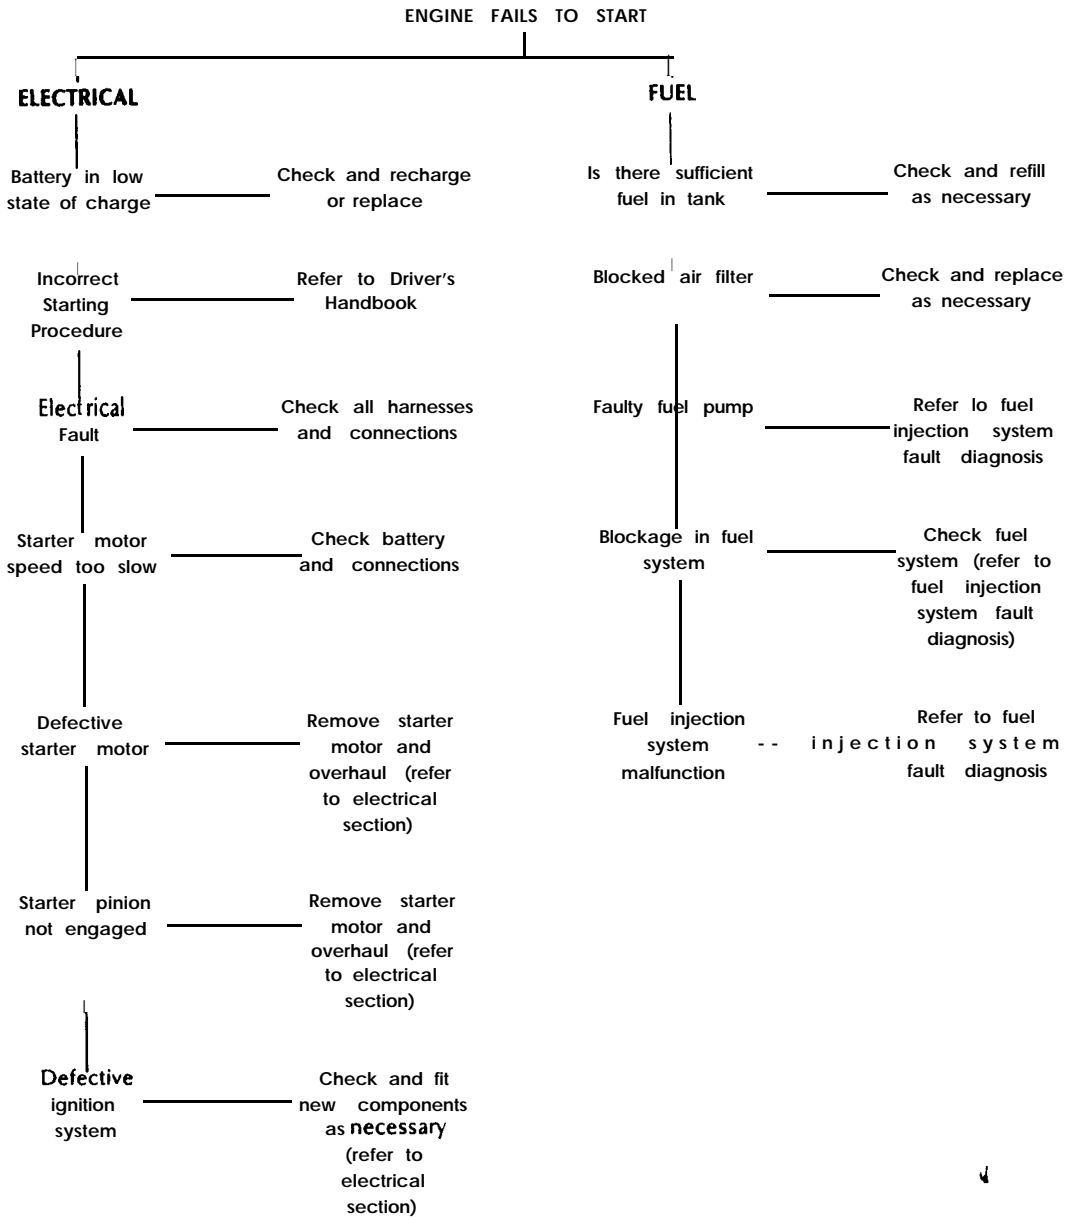 ENGINE FAILS TO START
ELECTRICAL
Battery in low
state of charge
Check and recharge
or replace
Incorrect
Starting
Procedure
Refer to Driver's
Handbook
Electrical
Fault
Check all harnesses
and connections
Starter motor
speed too slow
Check battery
and connections
Defective
starter motor
Remove starter
motor and
overhaul (refer
to electrical
section)
Starter pinion
not engaged
Remove starter
motor and
overhaul (refer
to electrical
section)
Defective
ignition
system
Check and fit
new components
as necessary
(refer to
electrical
section)
FUEL
Is there sufficient
fuel in tank
Check and refill
as necessary
Blocked air filter
Check and replace
as necessary
Faulty fuel pump
Refer lo fuel
injection system
fault diagnosis
Blockage in fuel
system
Check fuel
system (refer to
fuel injection
system fault
diagnosis)
Fuel injection
system
malfunction
Refer to fuel
-- injection system
fault diagnosis